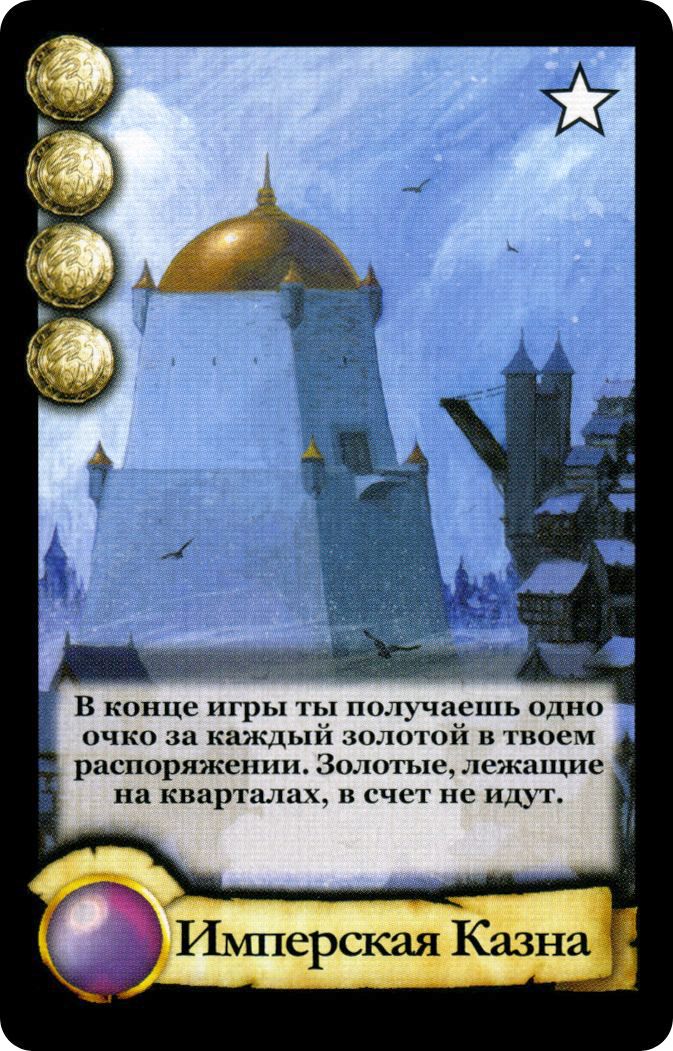 В конце игры ты получаешь одно
очко за каждый золотой в твоем
распоряжении. Золотые, лежащие
на кварталах, в счет не идут.
Имперская Казна